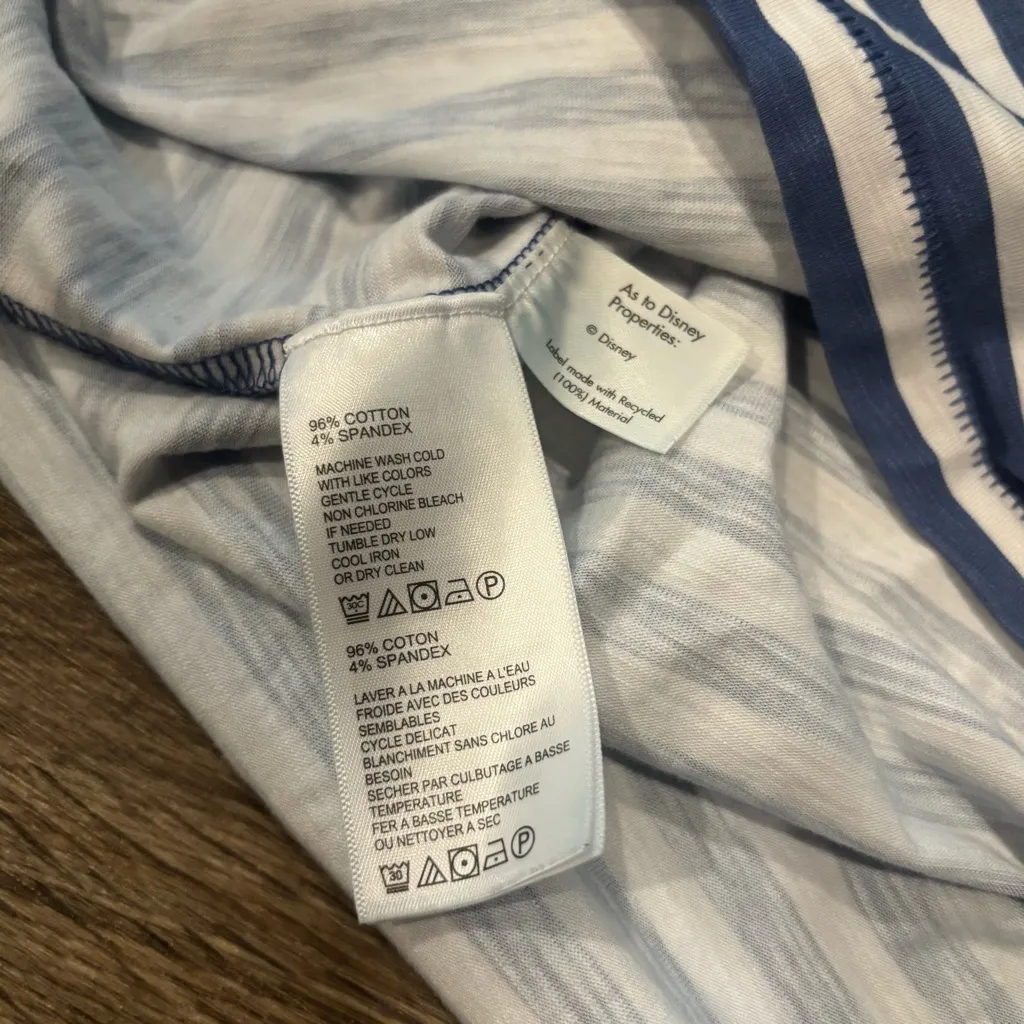 As to Disney
Properties:
© Disney
Label made with Recycled
(100%) Material
96% COTTON
4% SPANDEX
MACHINE WASH COLD
WITH LIKE COLORS
GENTLE CYCLE
NON CHLORINE BLEACH
IF NEEDED
TUMBLE DRY LOW
COOL IRON
OR DRY CLEAN
30C
P
96% COTON
4% SPANDEX
LAVER A LA MACHINE A L'EAU
FROIDE AVEC DES COULEURS
SEMBLABLES
CYCLE DELICAT
BLANCHIMENT SANS CHLORE AU
BESOIN
SECHER PAR CULBUTAGE A BASSE
TEMPERATURE
FER A BASSE TEMPERATURE
OU NETTOYER A SEC
30
P